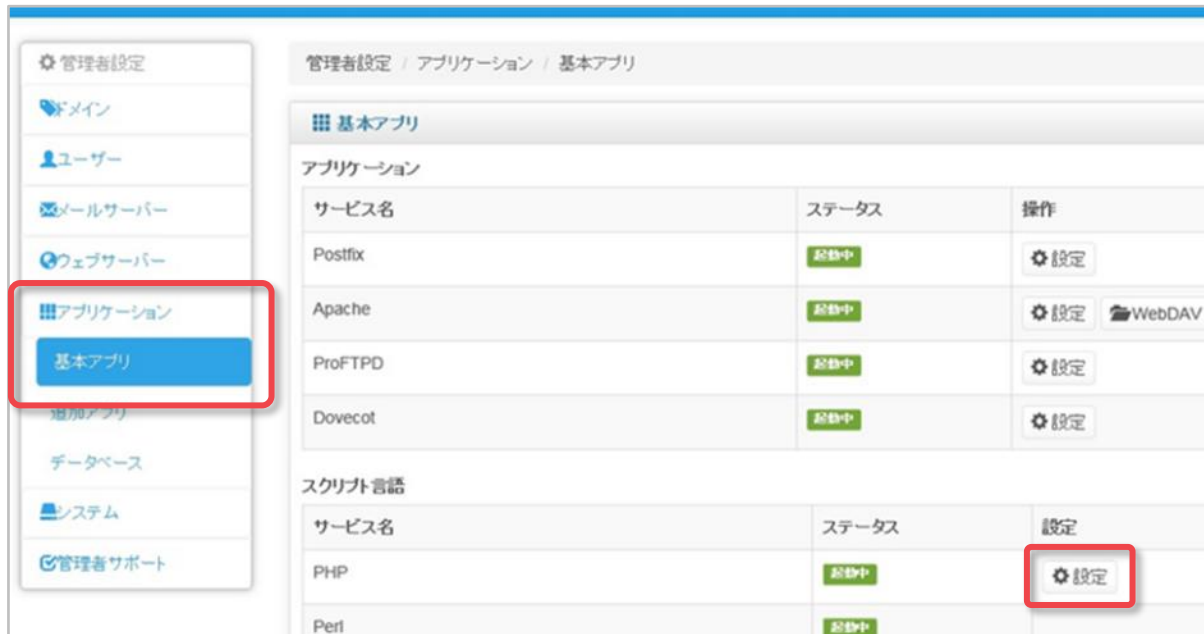 管理者設定
ドメイン
ユーザー
メールサーバー
ウェブサーバー
アプリケーション
基本アプリ
追加アプリ
データベース
システム
管理者サポート
管理者設定 / アプリケーション / 基本アプリ
基本アプリ
アプリケーション
サービス名 ステータス 操作
Postfix 起動中 設定
Apache 起動中 設定 WebDAV
ProFTPD 起動中 設定
Dovecot 起動中 設定
スクリプト言語
サービス名 ステータス 設定
PHP 起動中 設定
Perl 起動中